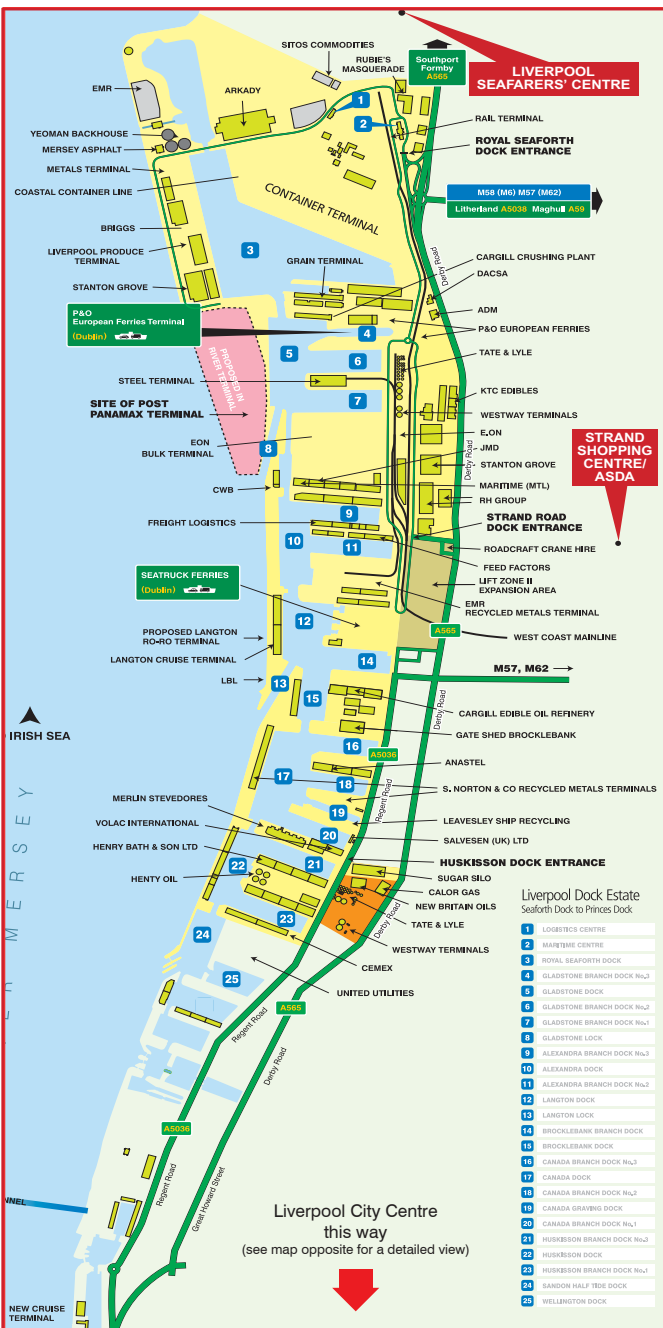 SITOS COMMODITIES
RUBIE'S
MASQUERADE
Southport
Formby
A565
LIVERPOOL
SEAFARERS' CENTRE
EMR
ARKADY
1
2
RAIL TERMINAL
ROYAL SEAFORTH
DOCK ENTRANCE
YEOMAN BACKHOUSE
MERSEY ASPHALT
METALS TERMINAL
COASTAL CONTAINER LINE
CONTAINER TERMINAL
M58 (M6) M57 (M62)
Litherland A5038 Maghull A59
BRIGGS
LIVERPOOL PRODUCE
TERMINAL
3
Derby Road
GRAIN TERMINAL
CARGILL CRUSHING PLANT
DACSA
STANTON GROVE
ADM
P&O
European Ferries Terminal
(Dublin)
4
P&O EUROPEAN FERRIES
PROPOSED IN
RIVER TERMINAL
5
6
TATE & LYLE
STEEL TERMINAL
7
KTC EDIBLES
SITE OF POST
PANAMAX TERMINAL
WESTWAY TERMINALS
EON
BULK TERMINAL
8
E.ON
JMD
Derby Road
STANTON GROVE
STRAND
SHOPPING
CENTRE/
ASDA
CWB
MARITIME (MTL)
RH GROUP
9
FREIGHT LOGISTICS
STRAND ROAD
DOCK ENTRANCE
10
11
ROADCRAFT CRANE HIRE
FEED FACTORS
SEATRUCK FERRIES
(Dublin)
LIFT ZONE II
EXPANSION AREA
EMR
RECYCLED METALS TERMINAL
12
PROPOSED LANGTON
RO-RO TERMINAL
A565
WEST COAST MAINLINE
LANGTON CRUISE TERMINAL
14
M57, M62
LBL
13
15
Derby Road
CARGILL EDIBLE OIL REFINERY
GATE SHED BROCKLEBANK
IRISH SEA
16
A5036
ANASTEL
17
18
Regent Road
S. NORTON & CO RECYCLED METALS TERMINALS
MERLIN STEVEDORES
19
LEAVESLEY SHIP RECYCLING
VOLAC INTERNATIONAL
20
SALVESEN (UK) LTD
HENRY BATH & SON LTD
21
HUSKISSON DOCK ENTRANCE
22
SUGAR SILO
HENTY OIL
CALOR GAS
NEW BRITAIN OILS
TATE & LYLE
Derby Road
23
WESTWAY TERMINALS
24
CEMEX
25
UNITED UTILITIES
A565
Regent Road
Derby Road
MERSEY
A5036
Regent Road
Great Howard Street
NNEL
Liverpool City Centre
this way
(see map opposite for a detailed view)
NEW CRUISE
TERMINAL
Liverpool Dock Estate
Seaforth Dock to Princes Dock
1 LOGISTICS CENTRE
2 MARITIME CENTRE
3 ROYAL SEAFORTH DOCK
4 GLADSTONE BRANCH DOCK No.3
5 GLADSTONE DOCK
6 GLADSTONE BRANCH DOCK No.2
7 GLADSTONE BRANCH DOCK No.1
8 GLADSTONE LOCK
9 ALEXANDRA BRANCH DOCK No.3
10 ALEXANDRA DOCK
11 ALEXANDRA BRANCH DOCK No.2
12 LANGTON DOCK
13 LANGTON LOCK
14 BROCKLEBANK BRANCH DOCK
15 BROCKLEBANK DOCK
16 CANADA BRANCH DOCK No.3
17 CANADA DOCK
18 CANADA BRANCH DOCK No.2
19 CANADA GRAVING DOCK
20 CANADA BRANCH DOCK No.1
21 HUSKISSON BRANCH DOCK No.3
22 HUSKISSON DOCK
23 HUSKISSON BRANCH DOCK No.1
24 SANDON HALF TIDE DOCK
25 WELLINGTON DOCK